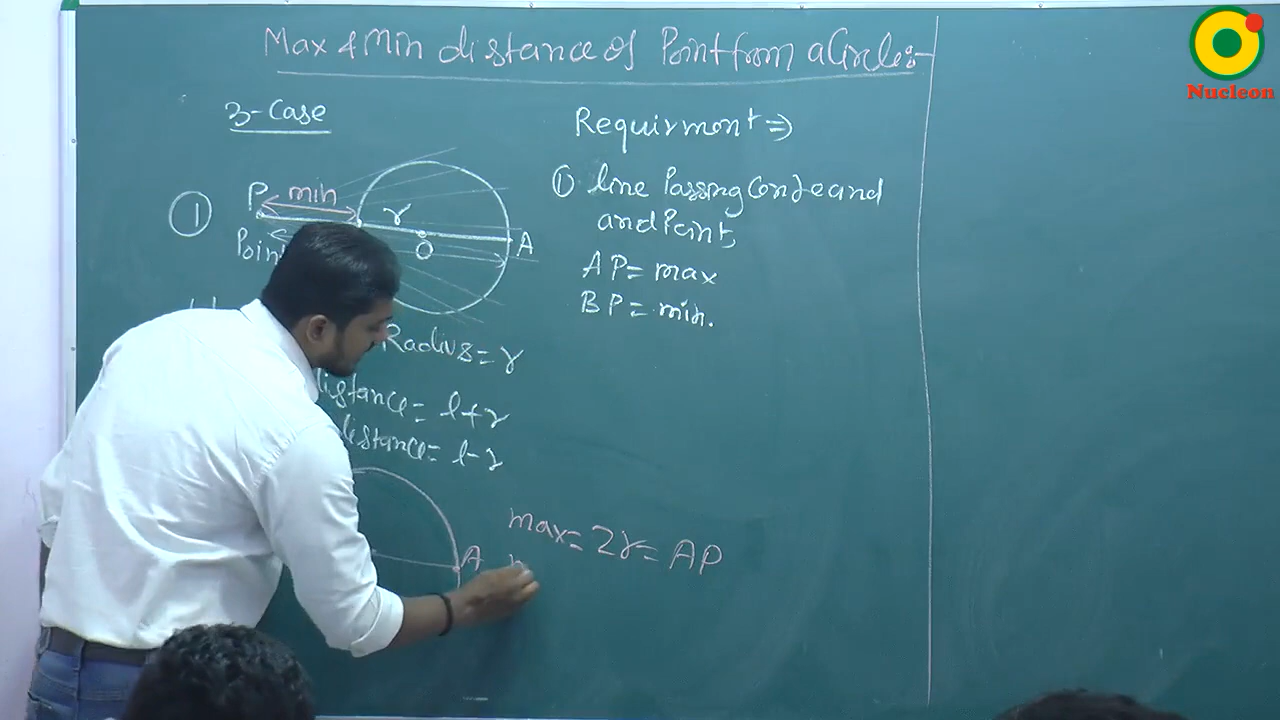 Max & Min distance of Point from a Circle:-
3-Case
Requirment ⇒
① line Passing Contre and
and Point,
AP = max
BP = min.
①
P
min
r
O
A
Point
Radius = r
distance = l+r
distance = l-r
A
max = 2r = AP
Nucleon